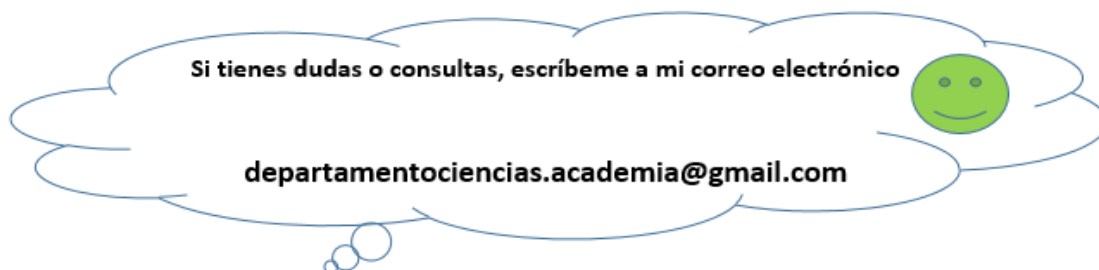 Si tienes dudas o consultas, escríbeme a mi correo electrónico
departamentociencias.academia@gmail.com